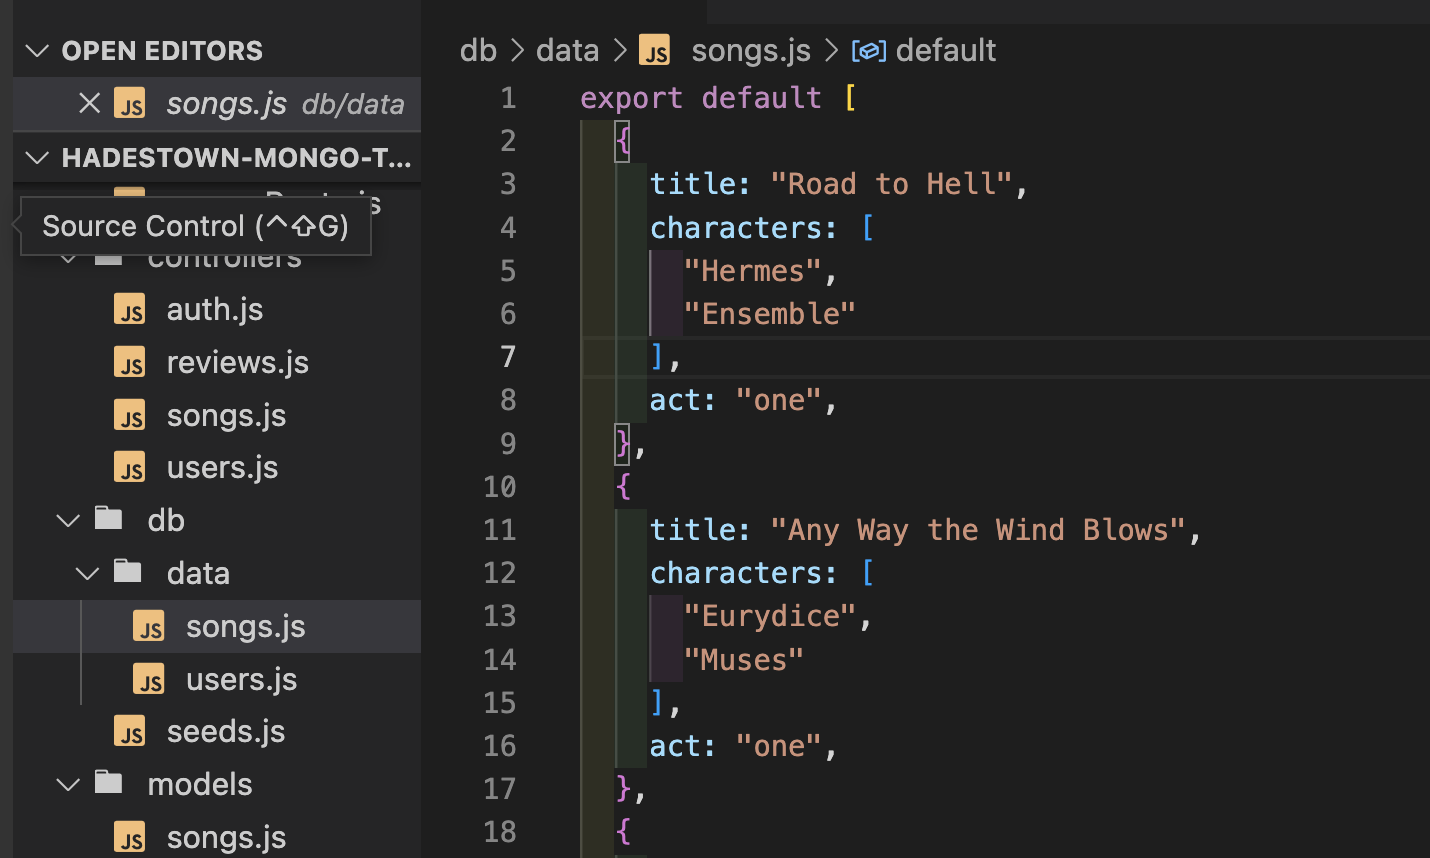 OPEN EDITORS
JS songs.js db/data
HADESTOWN-MONGO-T...
Source Control (^⇧G)
controllers
JS auth.js
JS reviews.js
JS songs.js
JS users.js
db
data
JS songs.js
JS users.js
JS seeds.js
models
JS songs.js
db > data > JS songs.js > default
1 export default [
2 {
3 title: "Road to Hell",
4 characters: [
5 "Hermes",
6 "Ensemble"
7 ],
8 act: "one",
9 },
10 {
11 title: "Any Way the Wind Blows",
12 characters: [
13 "Eurydice",
14 "Muses"
15 ],
16 act: "one",
17 },
18 {